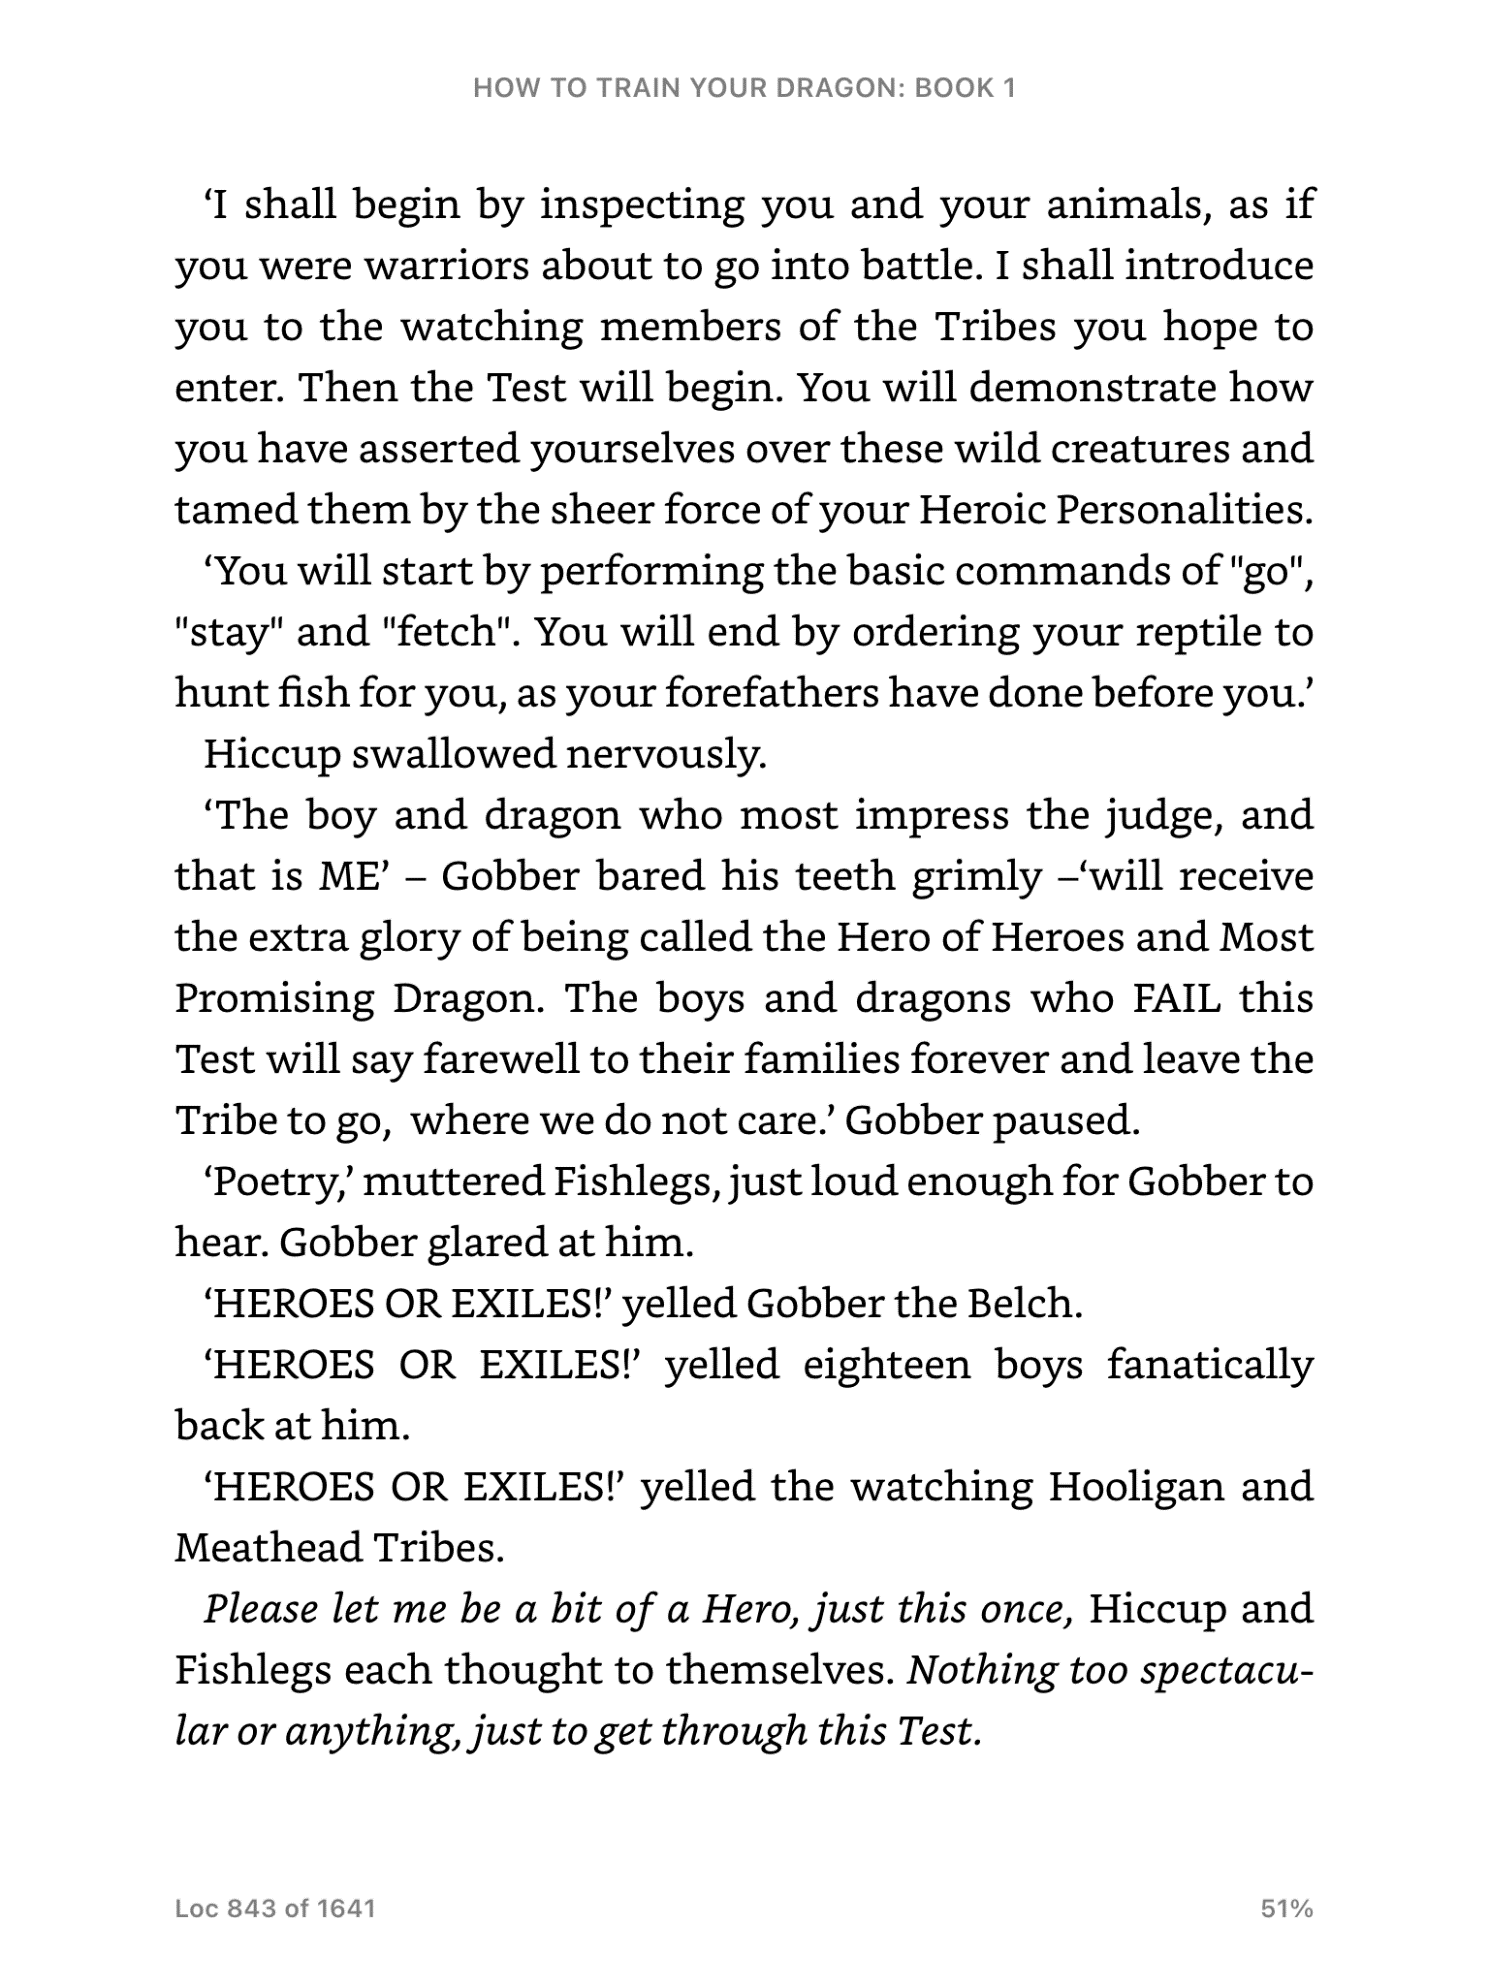 HOW TO TRAIN YOUR DRAGON: BOOK 1
‘I shall begin by inspecting you and your animals, as if
you were warriors about to go into battle. I shall introduce
you to the watching members of the Tribes you hope to
enter. Then the Test will begin. You will demonstrate how
you have asserted yourselves over these wild creatures and
tamed them by the sheer force of your Heroic Personalities.
‘You will start by performing the basic commands of "go",
"stay" and "fetch". You will end by ordering your reptile to
hunt fish for you, as your forefathers have done before you.’
Hiccup swallowed nervously.
‘The boy and dragon who most impress the judge, and
that is ME’ – Gobber bared his teeth grimly –‘will receive
the extra glory of being called the Hero of Heroes and Most
Promising Dragon. The boys and dragons who FAIL this
Test will say farewell to their families forever and leave the
Tribe to go,  where we do not care.’ Gobber paused.
‘Poetry,’ muttered Fishlegs, just loud enough for Gobber to
hear. Gobber glared at him.
‘HEROES OR EXILES!’ yelled Gobber the Belch.
‘HEROES OR EXILES!’ yelled eighteen boys fanatically
back at him.
‘HEROES OR EXILES!’ yelled the watching Hooligan and
Meathead Tribes.
Please let me be a bit of a Hero, just this once, Hiccup and
Fishlegs each thought to themselves. Nothing too spectacu-
lar or anything, just to get through this Test.
Loc 843 of 1641
51%